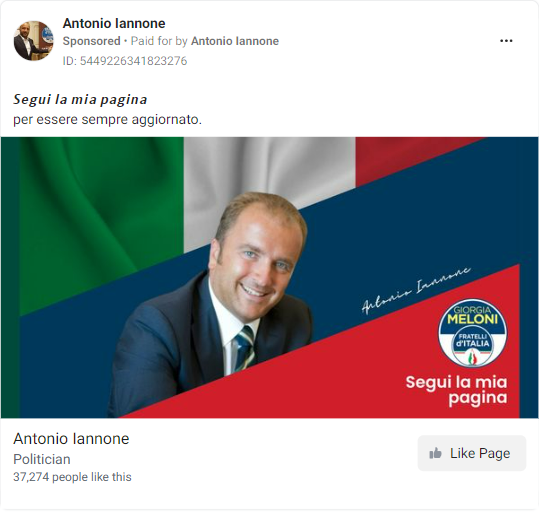 Antonio Iannone
Sponsored • Paid for by Antonio Iannone
ID: 5449226341823276
Segui la mia pagina
per essere sempre aggiornato.
Antonio Iannone
GIORGIA
MELONI
FRATELLI
d'ITALIA
Segui la mia
pagina
Antonio Iannone
Politician
37,274 people like this
Like Page